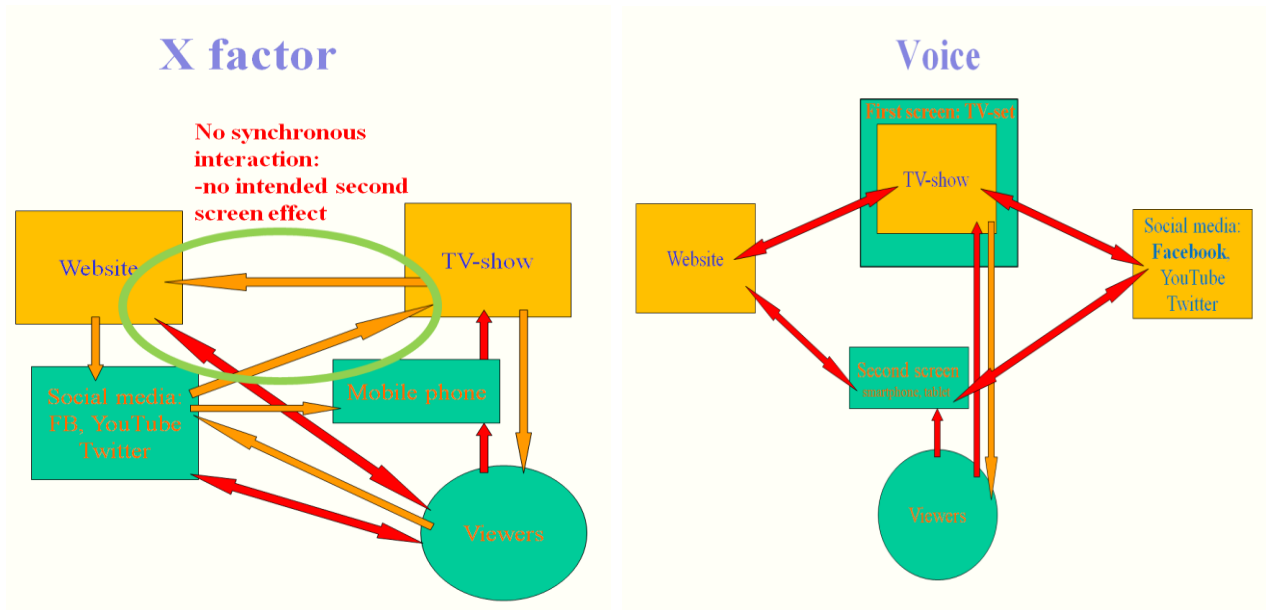 X factor
No synchronous
interaction:
-no intended second
screen effect
Website
TV-show
Social media:
FB, YouTube
Twitter
Mobile phone
Viewers
Voice
First screen: TV-set
TV-show
Website
Social media:
Facebook,
YouTube
Twitter
Second screen
smartphone, tablet
Viewers